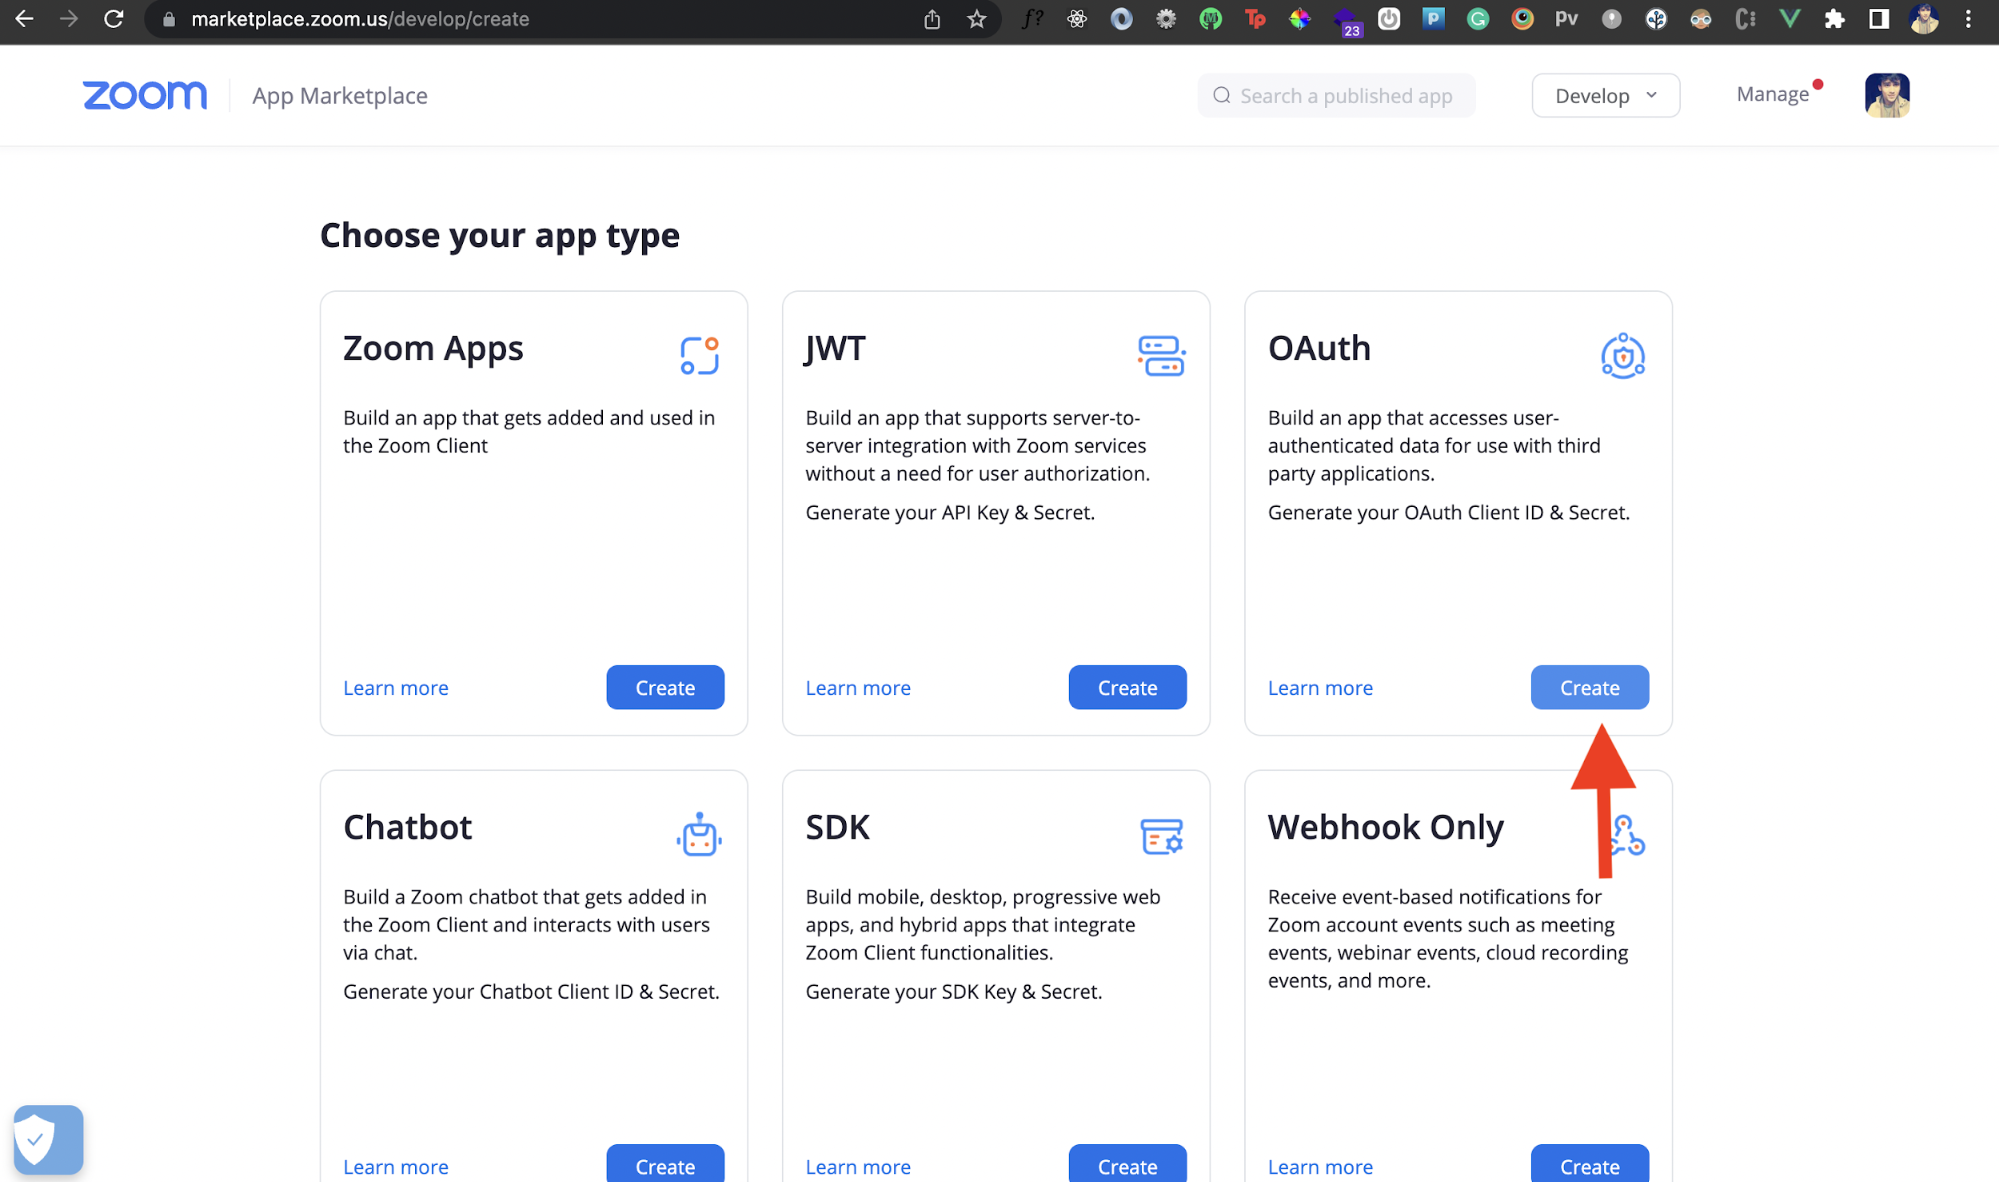 marketplace.zoom.us/develop/create
f?
Tp
23
P
G
Pv
zoom
App Marketplace
Search a published app
Develop
Manage
Choose your app type
Zoom Apps
Build an app that gets added and used in
the Zoom Client
Learn more
Create
JWT
Build an app that supports server-to-
server integration with Zoom services
without a need for user authorization.
Generate your API Key & Secret.
Learn more
Create
OAuth
Build an app that accesses user-
authenticated data for use with third
party applications.
Generate your OAuth Client ID & Secret.
Learn more
Create
Chatbot
Build a Zoom chatbot that gets added in
the Zoom Client and interacts with users
via chat.
Generate your Chatbot Client ID & Secret.
Learn more
Create
SDK
Build mobile, desktop, progressive web
apps, and hybrid apps that integrate
Zoom Client functionalities.
Generate your SDK Key & Secret.
Learn more
Create
Webhook Only
Receive event-based notifications for
Zoom account events such as meeting
events, webinar events, cloud recording
events, and more.
Learn more
Create